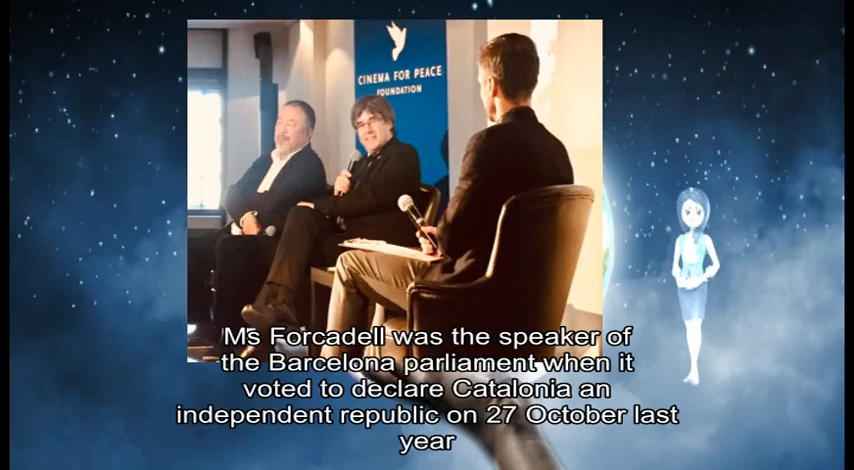 CINEMA FOR PEACE
FOUNDATION
Ms Forcadell was the speaker of
the Barcelona parliament when it
voted to declare Catalonia an
independent republic on 27 October last
year